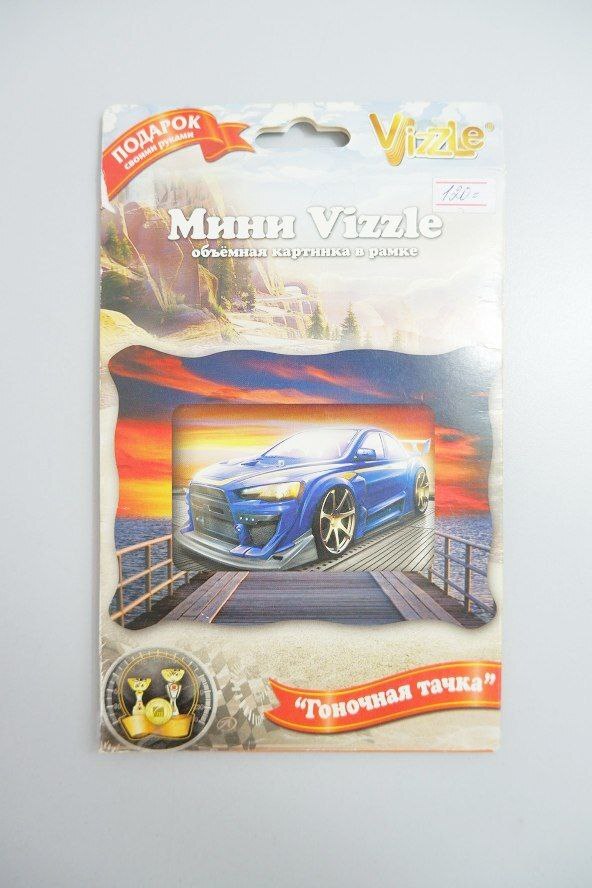 ПОДАРОК
своими руками
Vizzle®
120=
Мини Vizzle
объёмная картинка в рамке
"Гоночная тачка"